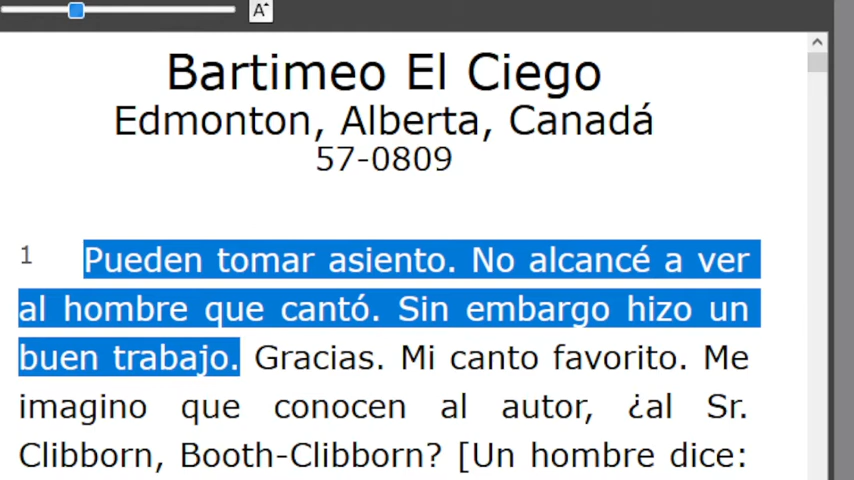 A^
Bartimeo El Ciego
Edmonton, Alberta, Canadá
57-0809
1 Pueden tomar asiento. No alcancé a ver
al hombre que cantó. Sin embargo hizo un
buen trabajo. Gracias. Mi canto favorito. Me
imagino que conocen al autor, ¿al Sr.
Clibborn, Booth-Clibborn? [Un hombre dice: